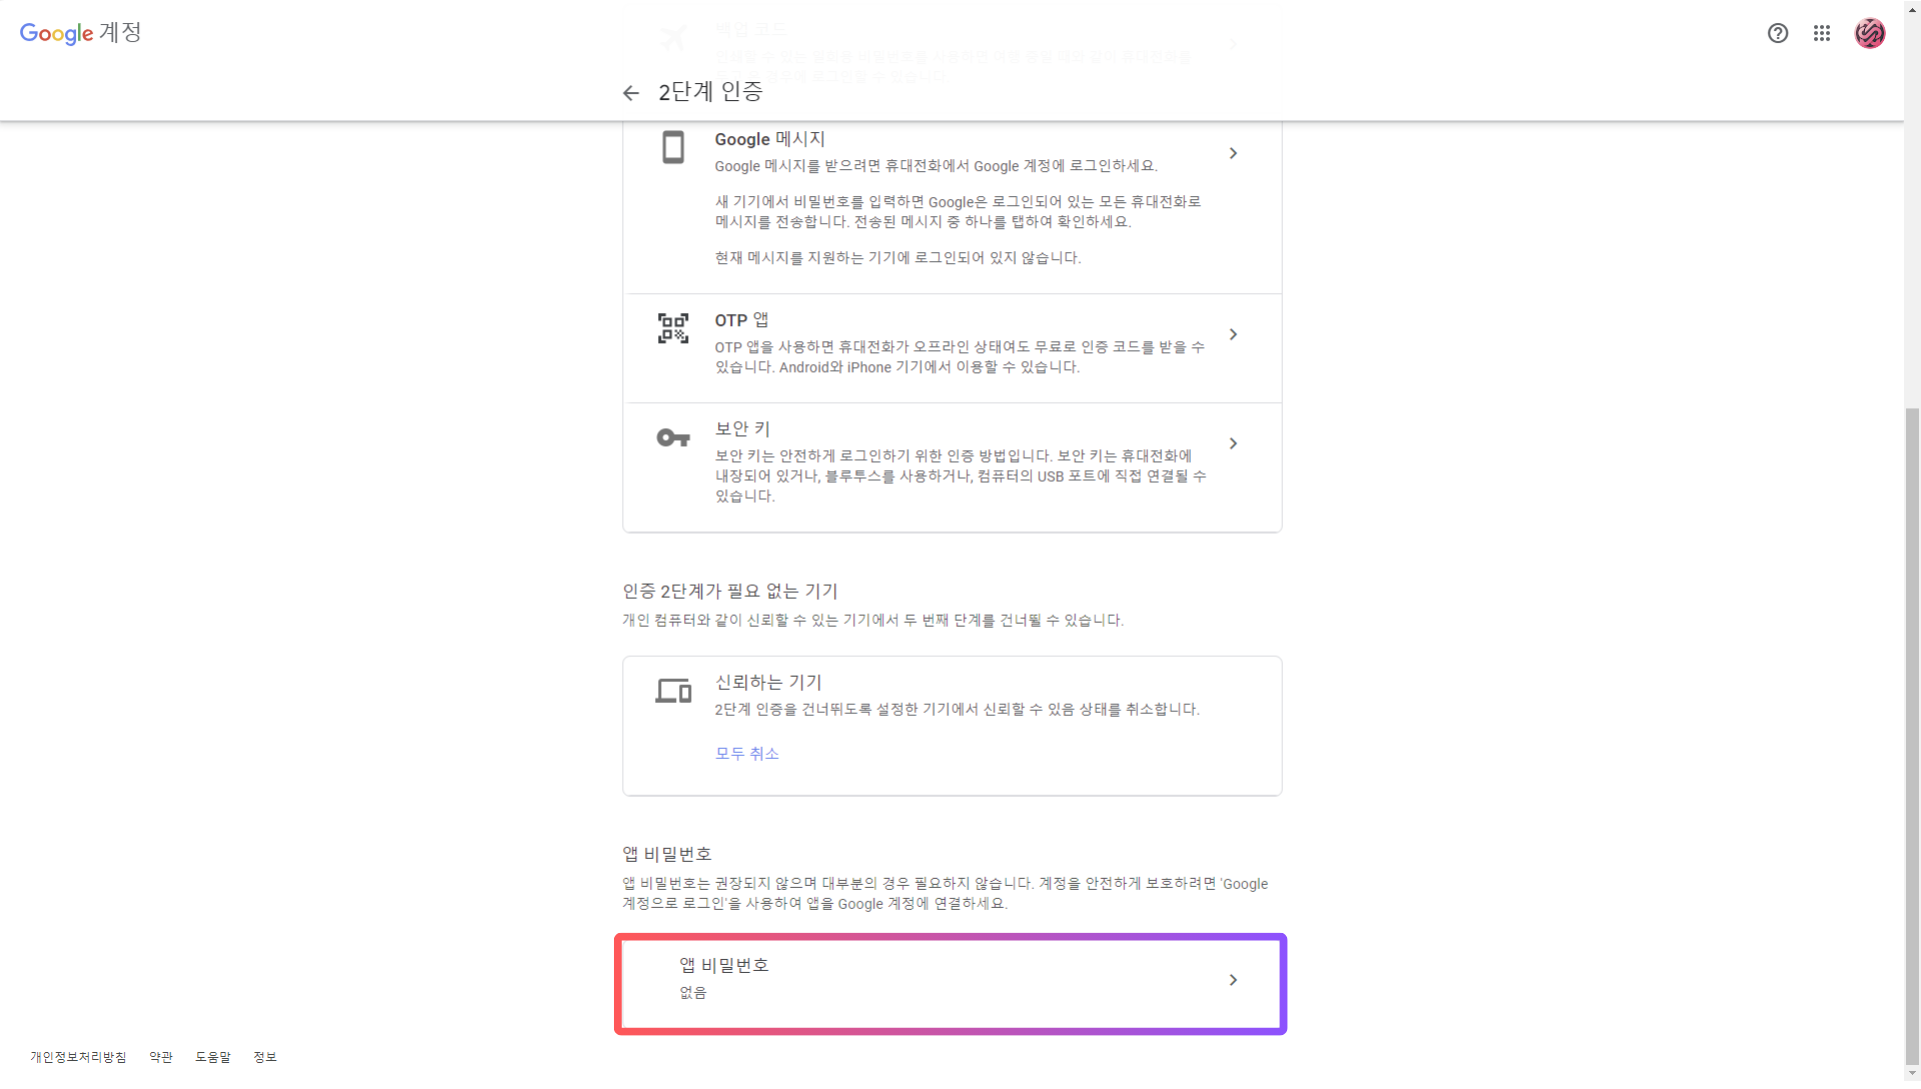 Google 계정
백업 코드
2단계 인증
Google 메시지
Google 메시지를 받으려면 휴대전화에서 Google 계정에 로그인하세요.
새 기기에서 비밀번호를 입력하면 Google은 로그인되어 있는 모든 휴대전화로
메시지를 전송합니다. 전송된 메시지 중 하나를 탭하여 확인하세요.
현재 메시지를 지원하는 기기에 로그인되어 있지 않습니다.
OTP 앱
OTP 앱을 사용하면 휴대전화가 오프라인 상태여도 무료로 인증 코드를 받을 수
있습니다. Android와 iPhone 기기에서 이용할 수 있습니다.
보안 키
보안 키는 안전하게 로그인하기 위한 인증 방법입니다. 보안 키는 휴대전화에
내장되어 있거나, 블루투스를 사용하거나, 컴퓨터의 USB 포트에 직접 연결될 수
있습니다.
인증 2단계가 필요 없는 기기
개인 컴퓨터와 같이 신뢰할 수 있는 기기에서 두 번째 단계를 건너뛸 수 있습니다.
신뢰하는 기기
2단계 인증을 건너뛰도록 설정한 기기에서 신뢰할 수 있음 상태를 취소합니다.
모두 취소
앱 비밀번호
앱 비밀번호는 권장되지 않으며 대부분의 경우 필요하지 않습니다. 계정을 안전하게 보호하려면 'Google
계정으로 로그인'을 사용하여 앱을 Google 계정에 연결하세요.
앱 비밀번호
없음
개인정보처리방침 약관 도움말 정보